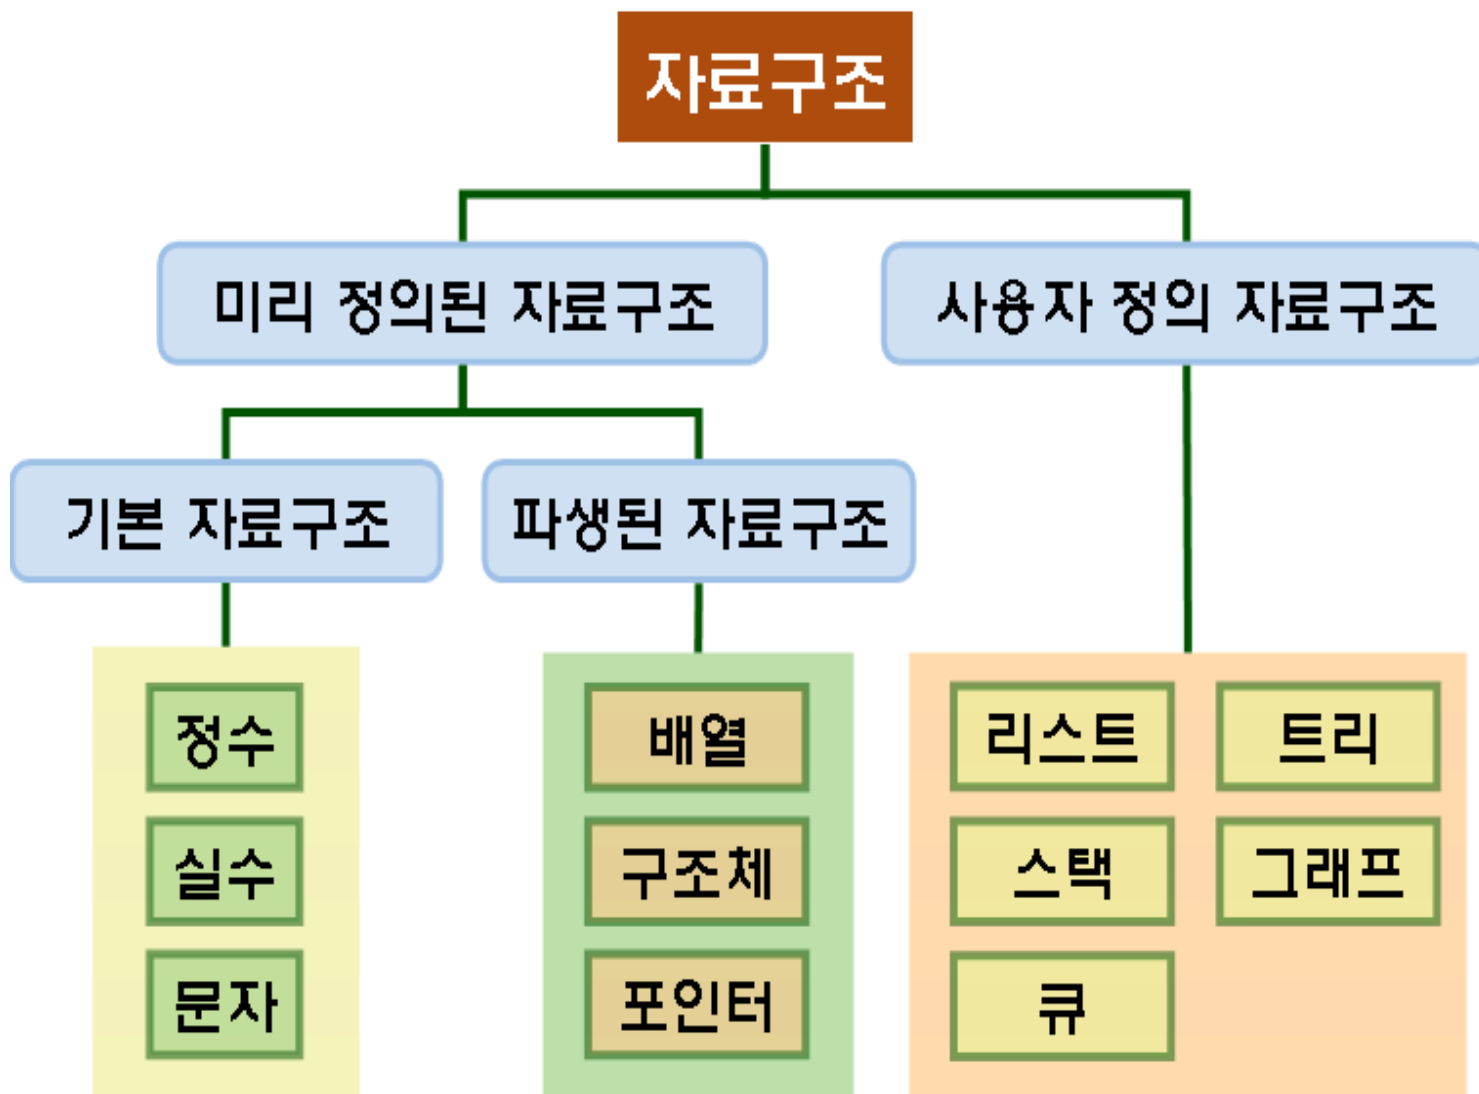 자료구조
미리 정의된 자료구조
사용자 정의 자료구조
기본 자료구조
파생된 자료구조
정수
실수
문자
배열
구조체
포인터
리스트
트리
스택
그래프
큐